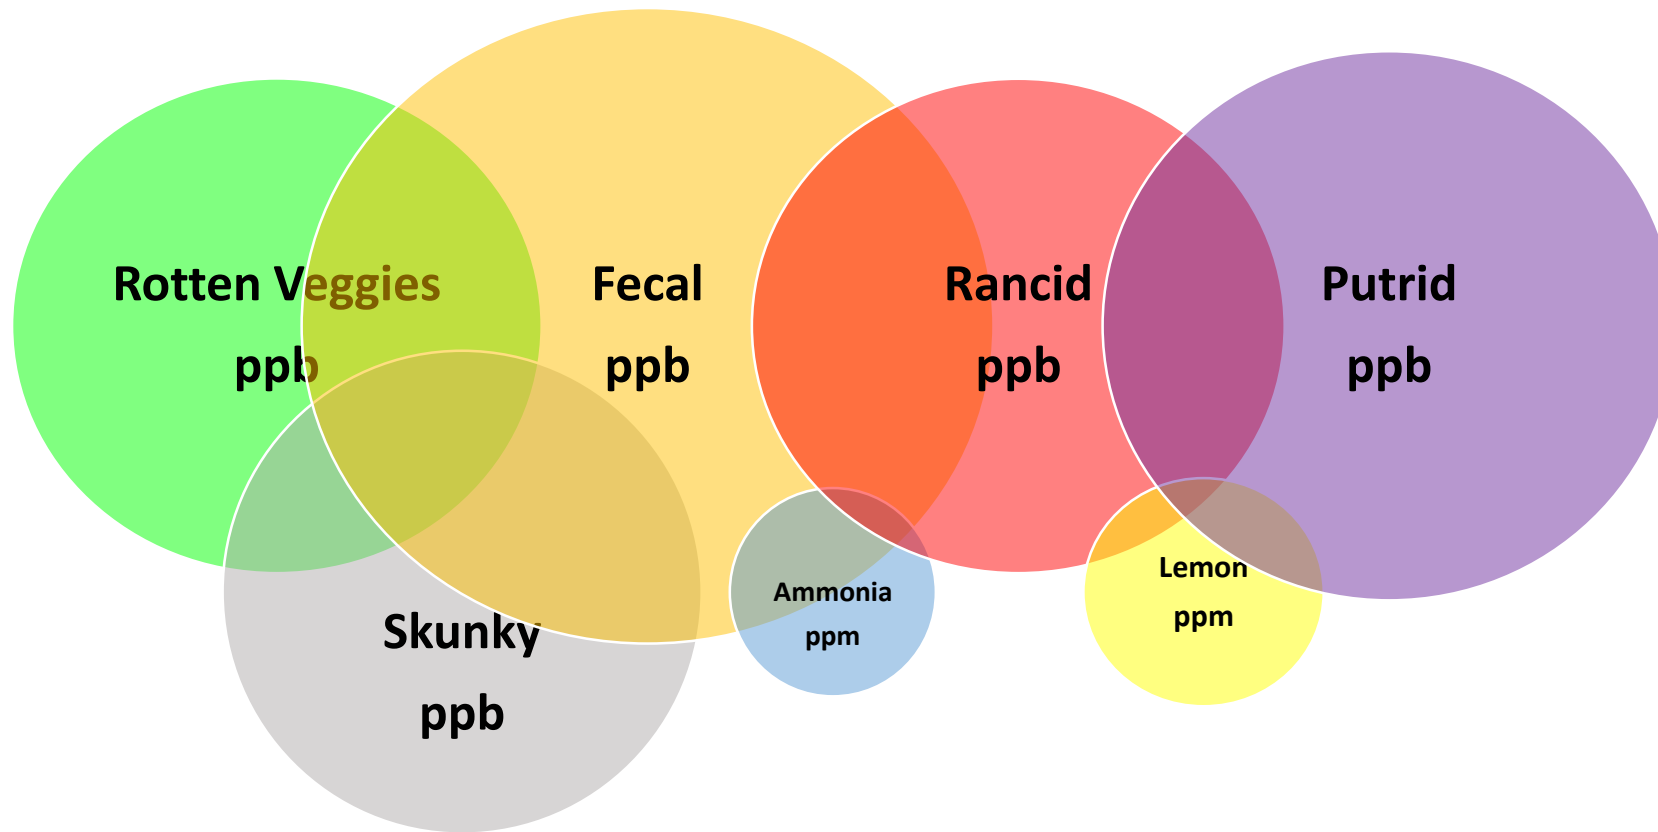 Rotten Veggies
ppb
Fecal
ppb
Rancid
ppb
Putrid
ppb
Skunky
ppb
Ammonia
ppm
Lemon
ppm